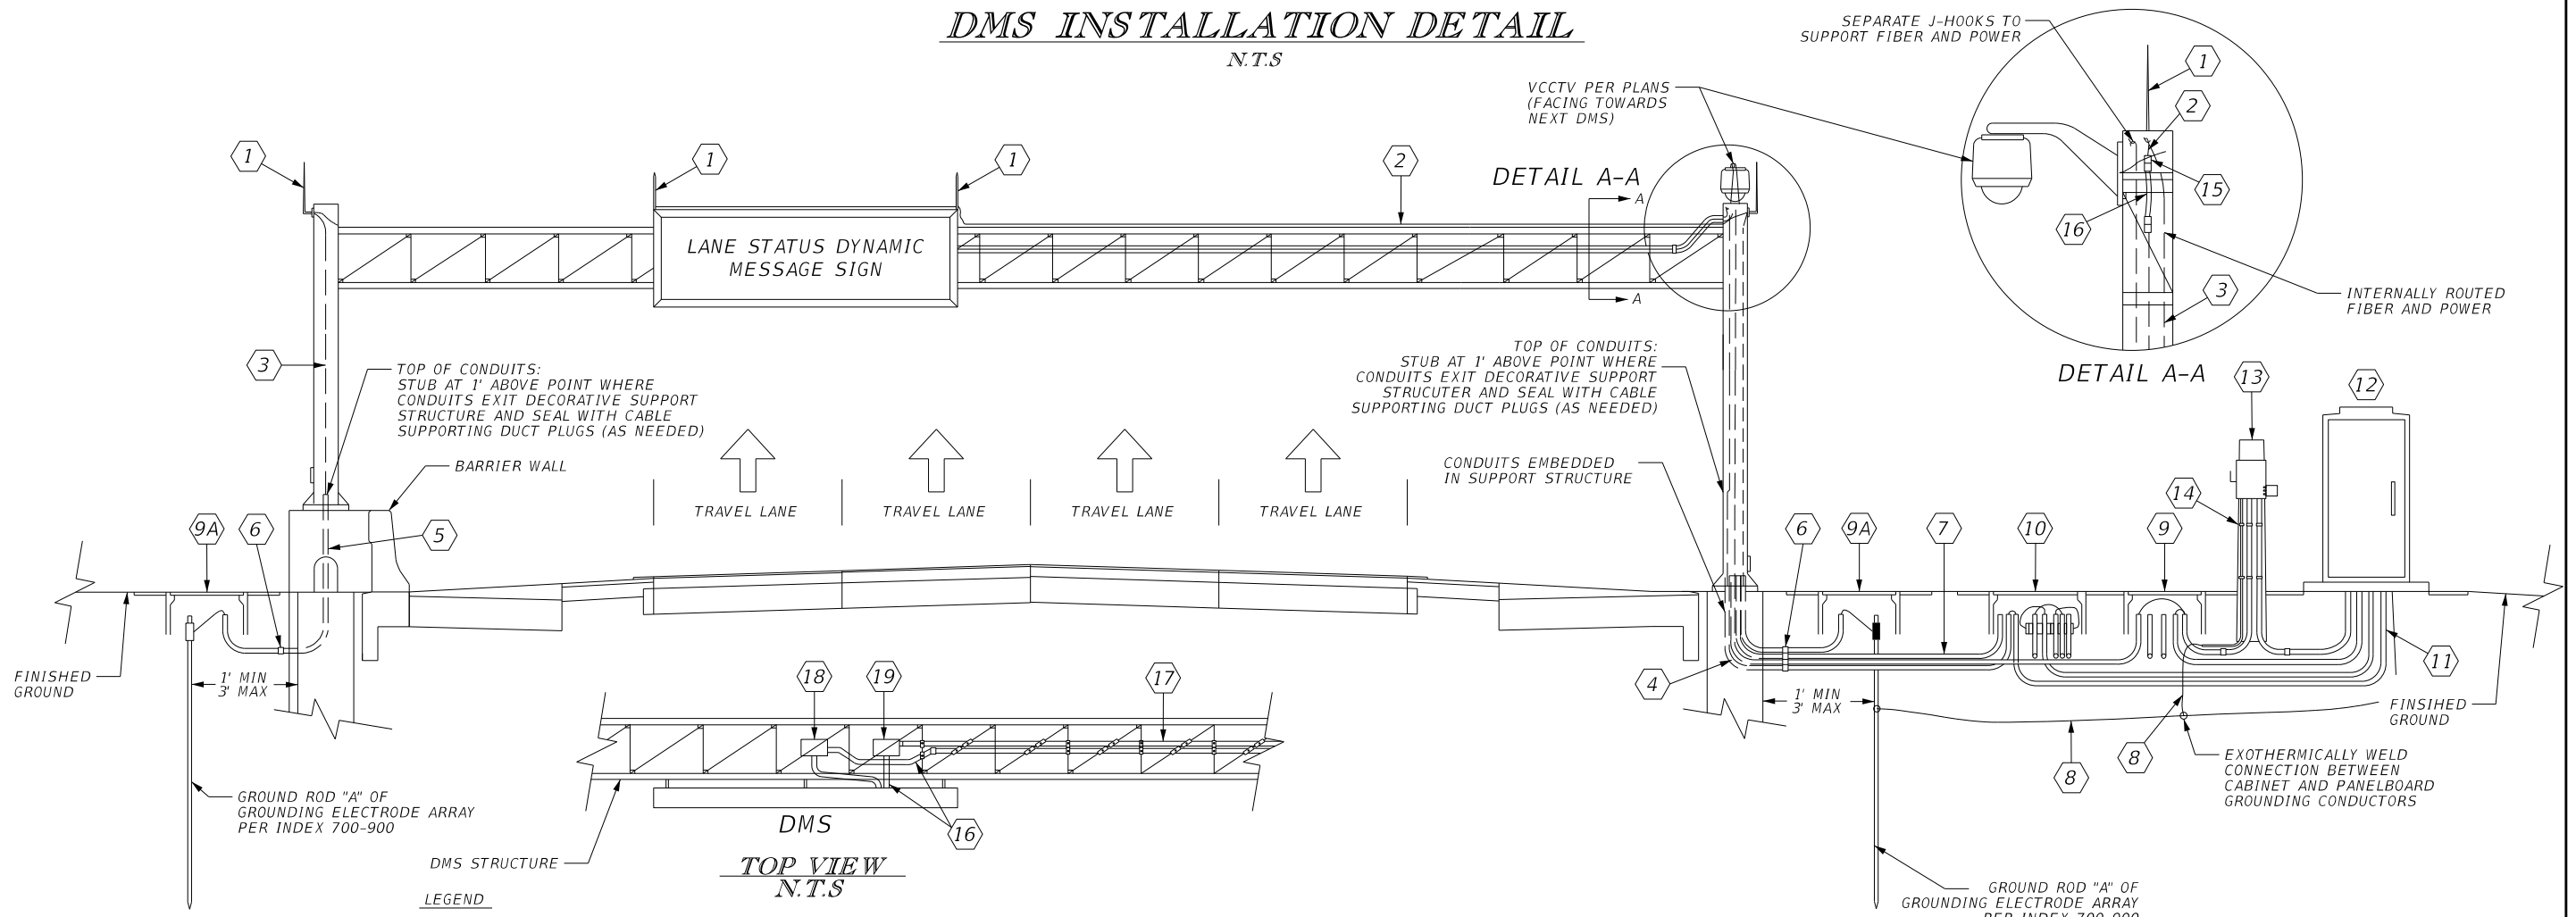 DMS INSTALLATION DETAIL
N.T.S
SEPARATE J-HOOKS TO
SUPPORT FIBER AND POWER
VCCTV PER PLANS
(FACING TOWARDS
NEXT DMS)
1
2
15
16
3
INTERNALLY ROUTED
FIBER AND POWER
DETAIL A-A
1
1
1
2
DETAIL A-A
A
A
LANE STATUS DYNAMIC
MESSAGE SIGN
3
TOP OF CONDUITS:
STUB AT 1' ABOVE POINT WHERE
CONDUITS EXIT DECORATIVE SUPPORT
STRUCTURE AND SEAL WITH CABLE
SUPPORTING DUCT PLUGS (AS NEEDED)
BARRIER WALL
TOP OF CONDUITS:
STUB AT 1' ABOVE POINT WHERE
CONDUITS EXIT DECORATIVE SUPPORT
STRUCUTER AND SEAL WITH CABLE
SUPPORTING DUCT PLUGS (AS NEEDED)
CONDUITS EMBEDDED
IN SUPPORT STRUCTURE
13
12
14
TRAVEL LANE
TRAVEL LANE
TRAVEL LANE
TRAVEL LANE
9A
6
5
6
9A
7
10
9
FINISHED
GROUND
1' MIN
3' MAX
4
1' MIN
3' MAX
11
FINSIHED
GROUND
8
8
EXOTHERMICALLY WELD
CONNECTION BETWEEN
CABINET AND PANELBOARD
GROUNDING CONDUCTORS
18
19
17
16
GROUND ROD "A" OF
GROUNDING ELECTRODE ARRAY
PER INDEX 700-900
DMS
DMS STRUCTURE
TOP VIEW
N.T.S
LEGEND
GROUND ROD "A" OF
GROUNDING ELECTRODE ARRAY
PER INDEX 700-900